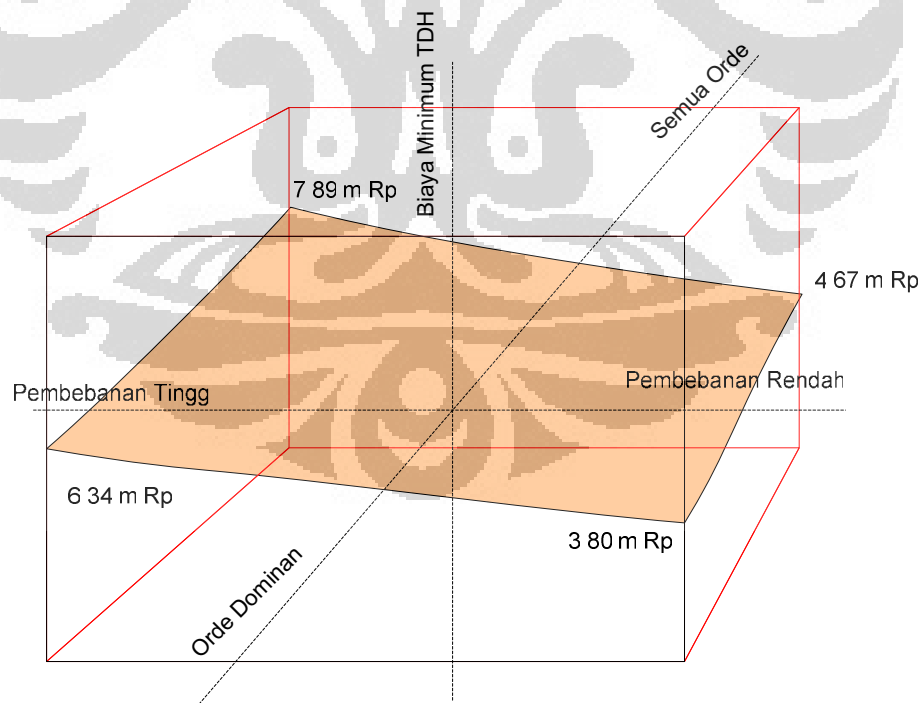 Biaya Minimum TDH
Semua Orde
7 89 m Rp
4 67 m Rp
Pembebanan Tingg
Pembebanan Rendah
6 34 m Rp
3 80 m Rp
Orde Dominan